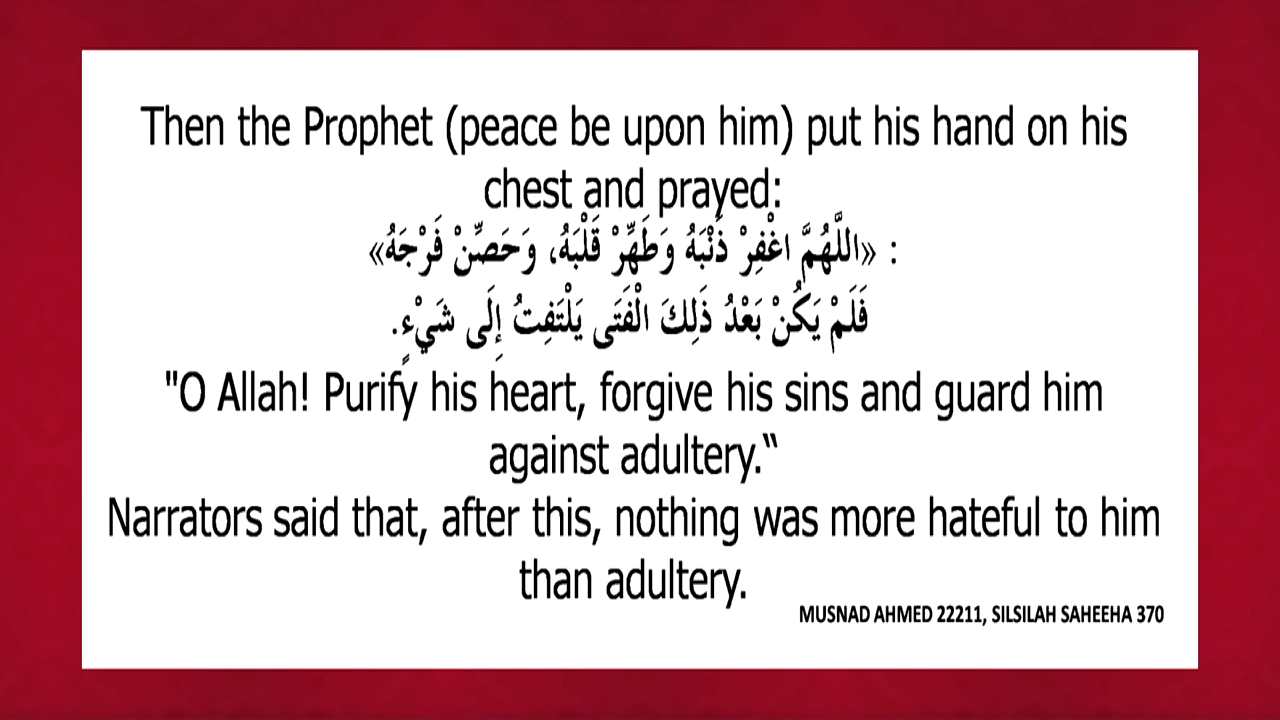 Then the Prophet (peace be upon him) put his hand on his
chest and prayed:
: «اللَّهُمَّ اغْفِرْ ذَنْبَهُ وَطَهِّرْ قَلْبَهُ، وَحَصِّنْ فَرْجَهُ»
فَلَمْ يَكُنْ بَعْدُ ذَلِكَ الْفَتَى يَلْتَفِتُ إِلَى شَيْءٍ.
"O Allah! Purify his heart, forgive his sins and guard him
against adultery.“
Narrators said that, after this, nothing was more hateful to him
than adultery.
MUSNAD AHMED 22211, SILSILAH SAHEEHA 370